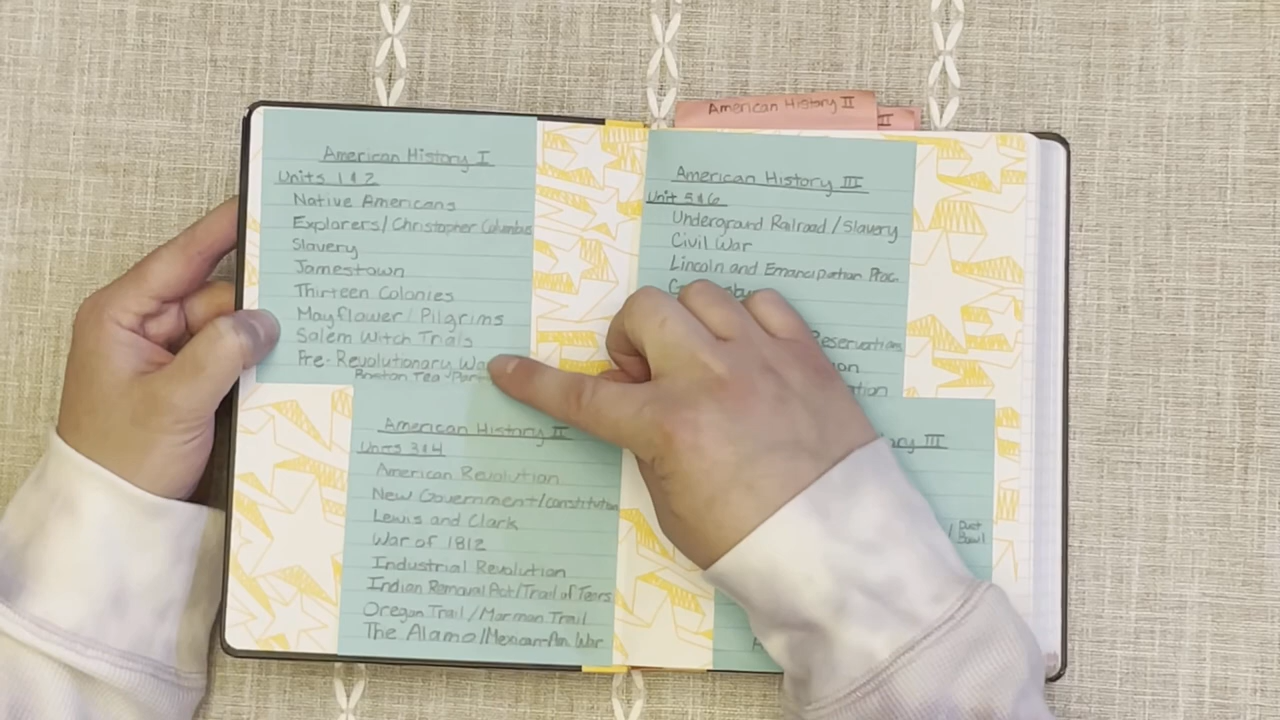 American History II
II
American History I
Units 1 & 2
Native Americans
Explorers/Christopher Columbus
Slavery
Jamestown
Thirteen Colonies
Mayflower/Pilgrims
Salem Witch Trials
Pre-Revolutionary War
Boston Tea Party
American History II
Units 3 & 4
American Revolution
New Government/constitution
Lewis and Clark
War of 1812
Industrial Revolution
Indian Removal Act/Trail of Tears
Oregon Trail/Mormon Trail
The Alamo/Mexican-Am. War
American History III
Unit 5 & 6
Underground Railroad/Slavery
Civil War
Lincoln and Emancipation Proc.
Reservations
III
/ Dust
Bowl